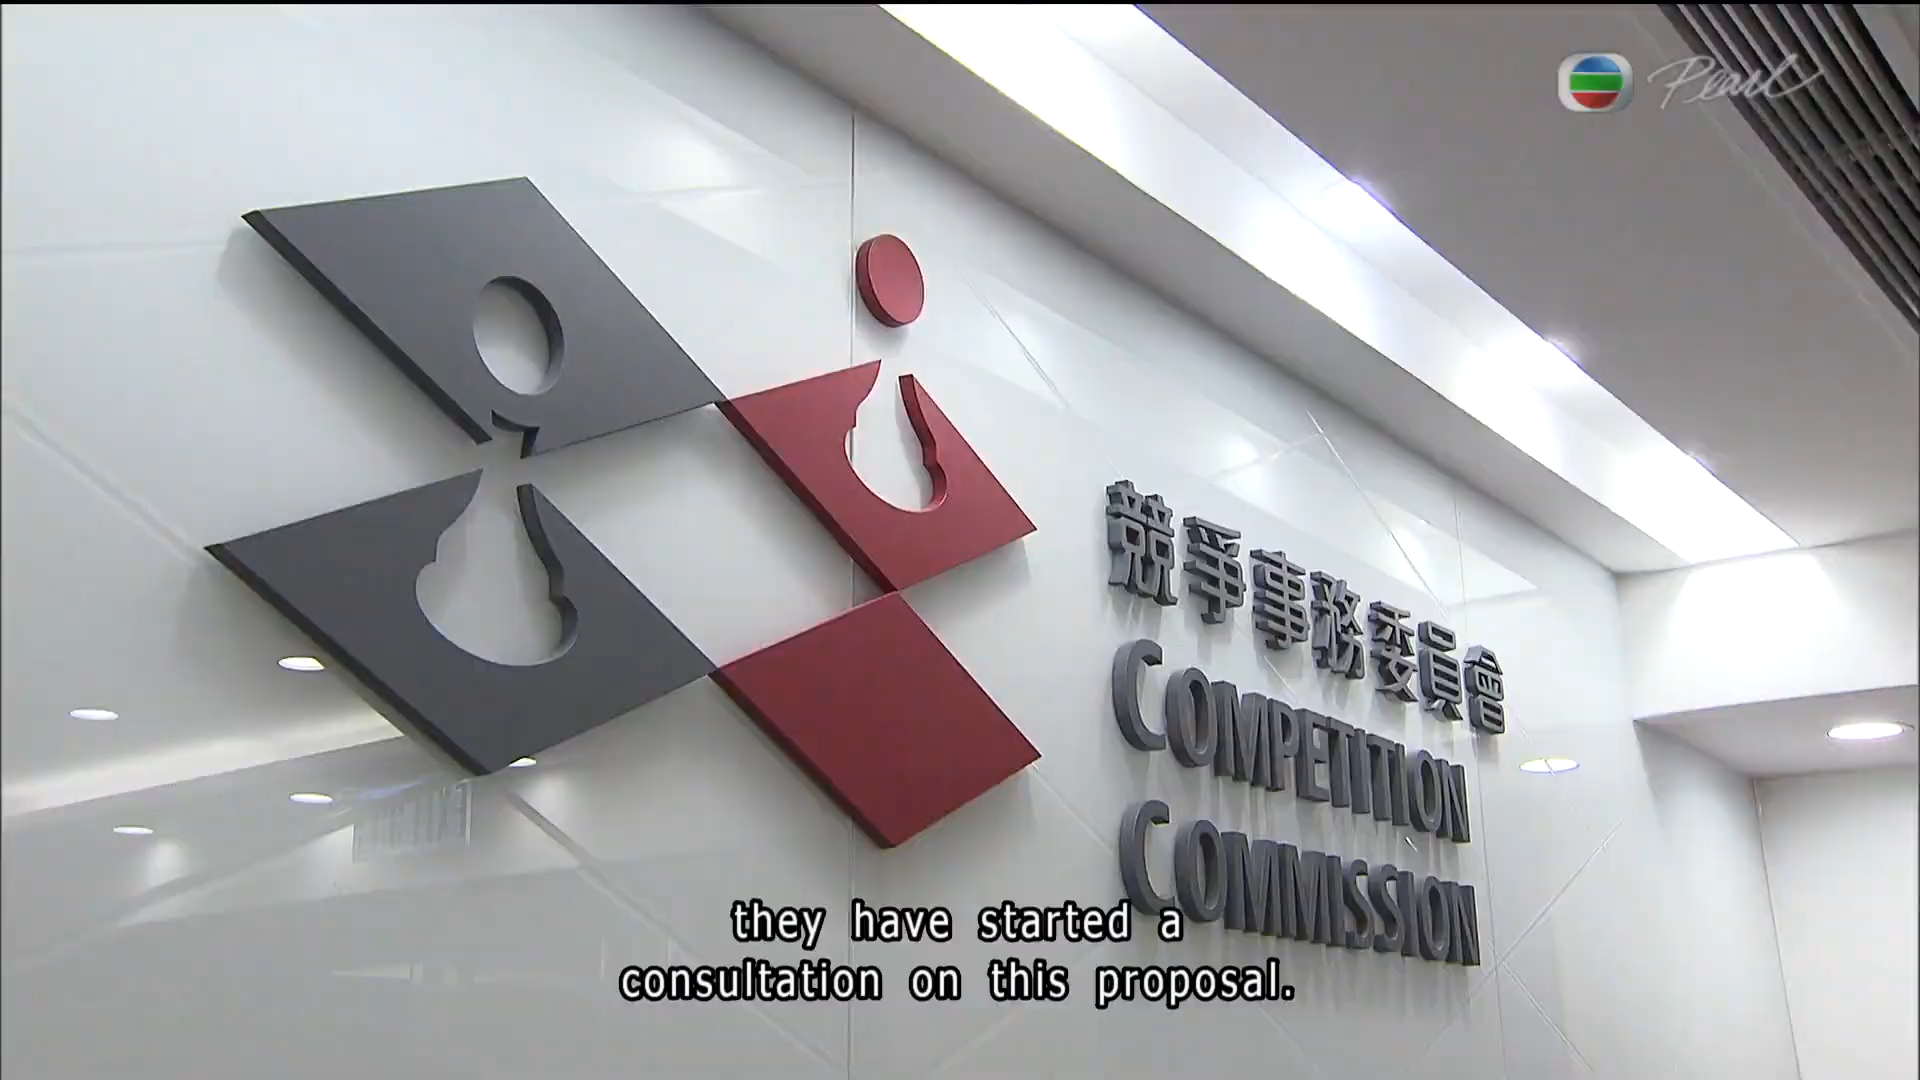 Pearl
競爭事務委員會
COMPETITION
COMMISSION
they have started a
consultation on this proposal.